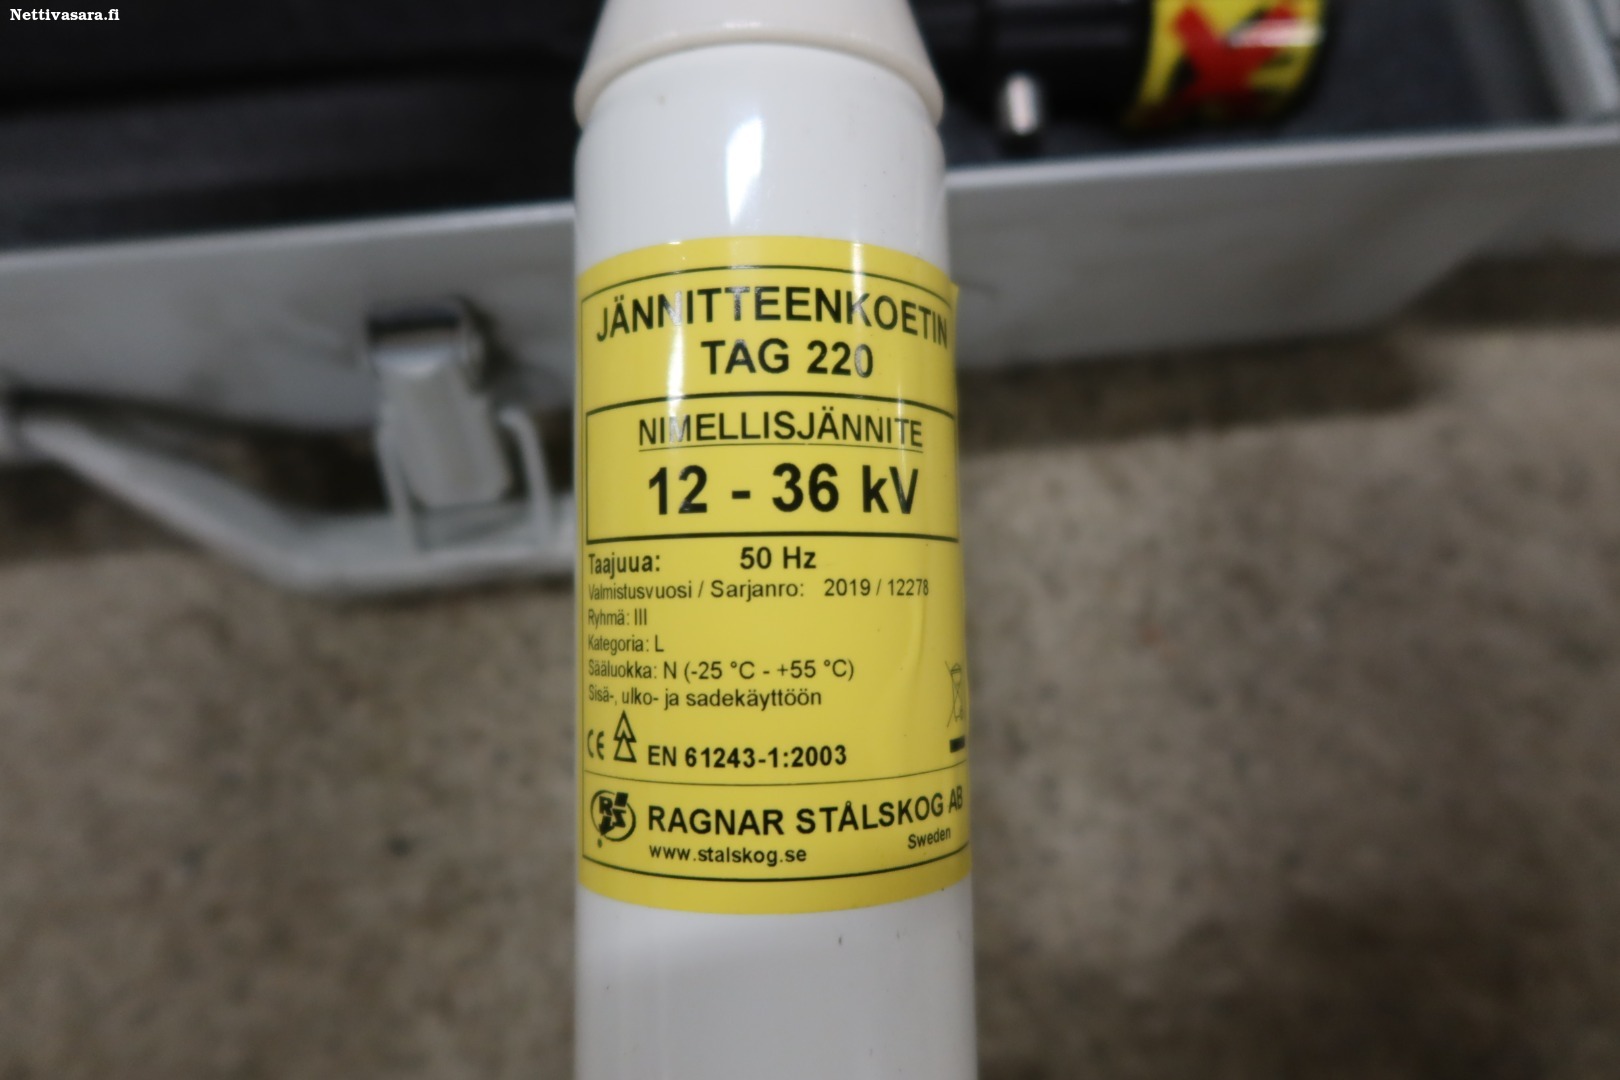 Nettivasara.fi
JÄNNITTEENKOETIN
TAG 220
NIMELLISJÄNNITE
12 - 36 kV
Taajuua: 50 Hz
Valmistusvuosi / Sarjanro: 2019 / 12278
Ryhmä: III
Kategoria: L
Sääluokka: N (-25 °C - +55 °C)
Sisä-, ulko- ja sadekäyttöön
CE EN 61243-1:2003
RAGNAR STÅLSKOG AB
www.stalskog.se Sweden